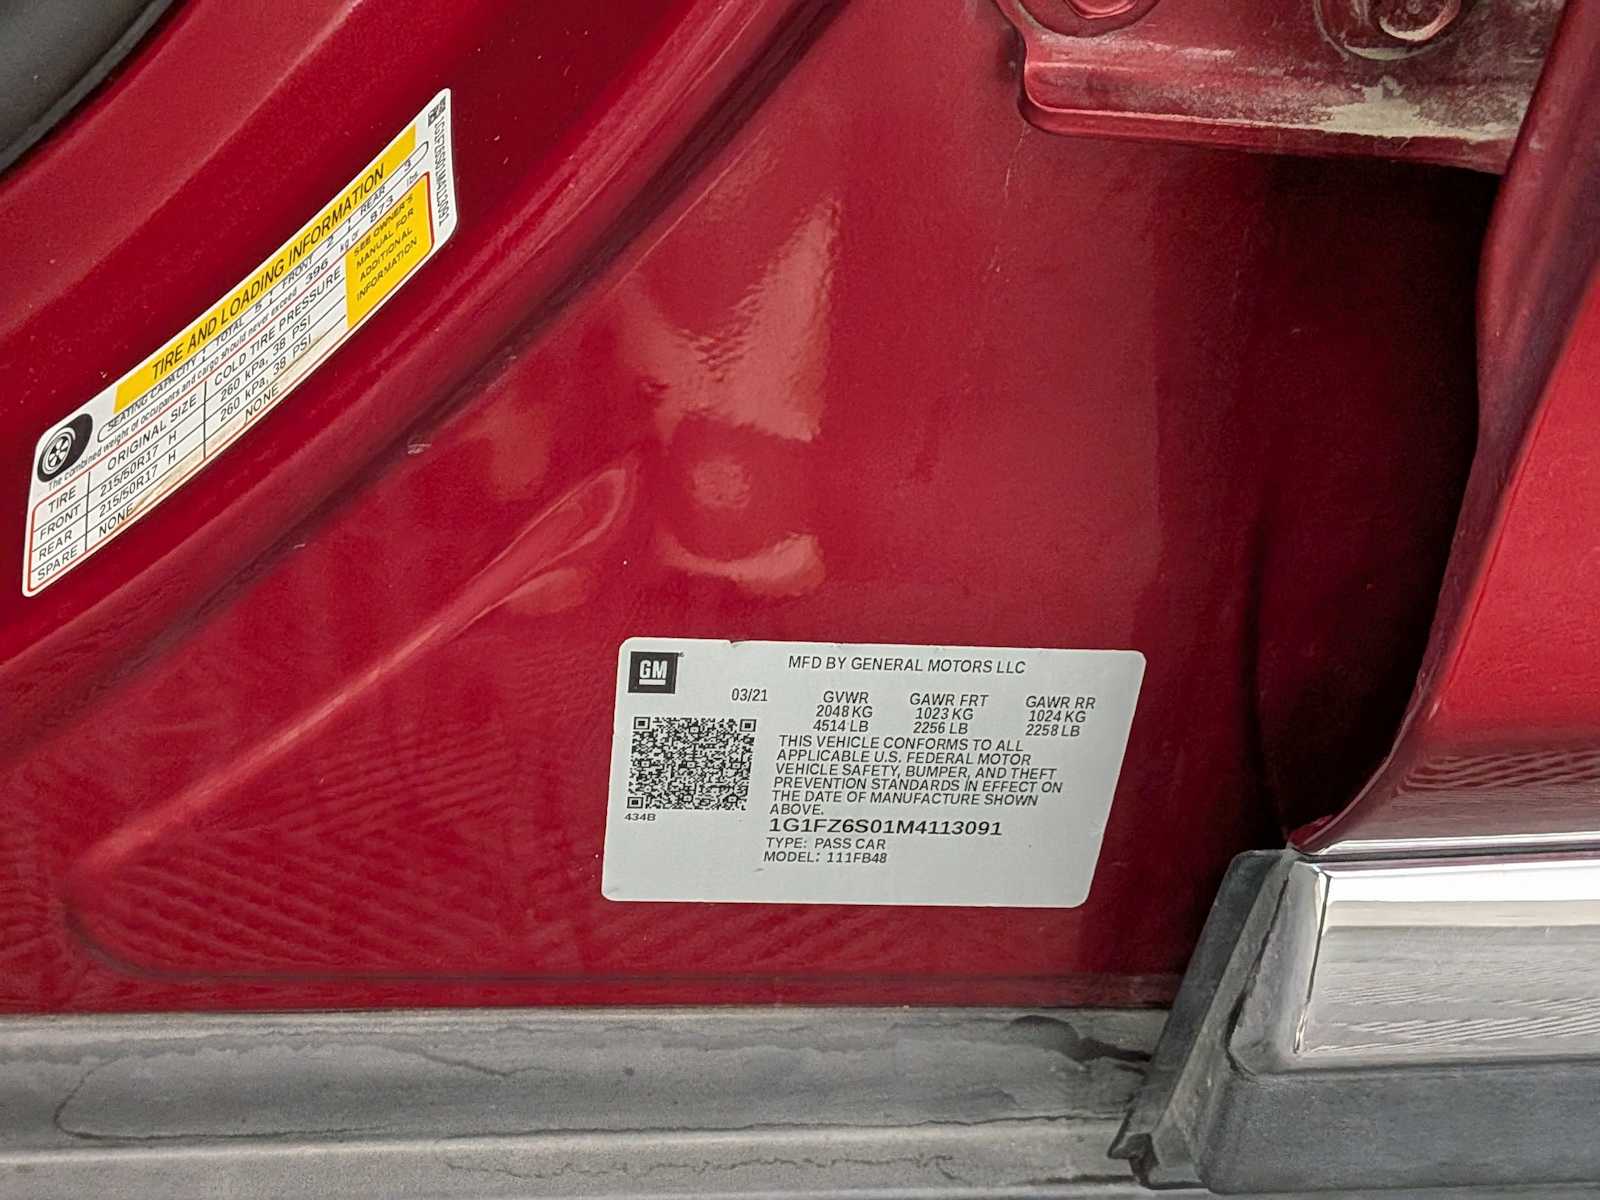 1G1FZ6S01M4113091
TIRE AND LOADING INFORMATION
SEATING CAPACITY TOTAL 5 FRONT 2 REAR 3
The combined weight of occupants and cargo should never exceed 396 kg or 873 lbs.
TIRE ORIGINAL SIZE COLD TIRE PRESSURE
FRONT 215/50R17 H 260 kPa, 38 PSI
REAR 215/50R17 H 260 kPa, 38 PSI
SPARE NONE NONE
SEE OWNER'S
MANUAL FOR
ADDITIONAL
INFORMATION
GM
MFD BY GENERAL MOTORS LLC
03/21 GVWR GAWR FRT GAWR RR
2048 KG 1023 KG 1024 KG
4514 LB 2256 LB 2258 LB
THIS VEHICLE CONFORMS TO ALL
APPLICABLE U.S. FEDERAL MOTOR
VEHICLE SAFETY, BUMPER, AND THEFT
PREVENTION STANDARDS IN EFFECT ON
THE DATE OF MANUFACTURE SHOWN
ABOVE.
434B
1G1FZ6S01M4113091
TYPE: PASS CAR
MODEL: 111FB48